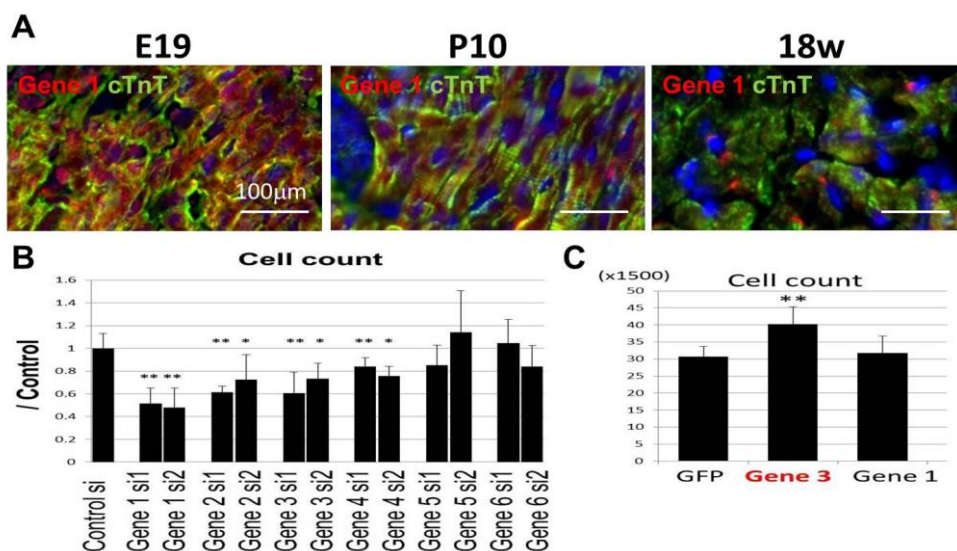 A
E19
P10
18w
Gene 1 cTnT
Gene 1 cTnT
Gene 1 cTnT
100μm
B
Cell count
/ Control
1.6
1.4
1.2
1
0.8
0.6
0.4
0.2
0
** **
** *
** *
** *
Control si
Gene 1 si1
Gene 1 si2
Gene 2 si1
Gene 2 si2
Gene 3 si1
Gene 3 si2
Gene 4 si1
Gene 4 si2
Gene 5 si1
Gene 5 si2
Gene 6 si1
Gene 6 si2
C
(x1500)
Cell count
**
50
45
40
35
30
25
20
15
10
5
0
GFP
Gene 3
Gene 1